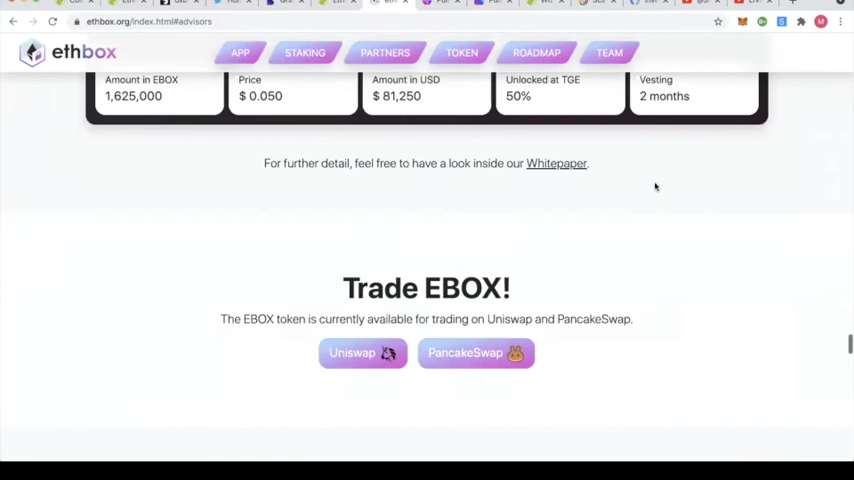 ethbox.org/index.html#advisors
ethbox
APP
STAKING
PARTNERS
TOKEN
ROADMAP
TEAM
Amount in EBOX
1,625,000
Price
$ 0.050
Amount in USD
$ 81,250
Unlocked at TGE
50%
Vesting
2 months
For further detail, feel free to have a look inside our Whitepaper.
Trade EBOX!
The EBOX token is currently available for trading on Uniswap and PancakeSwap.
Uniswap
PancakeSwap